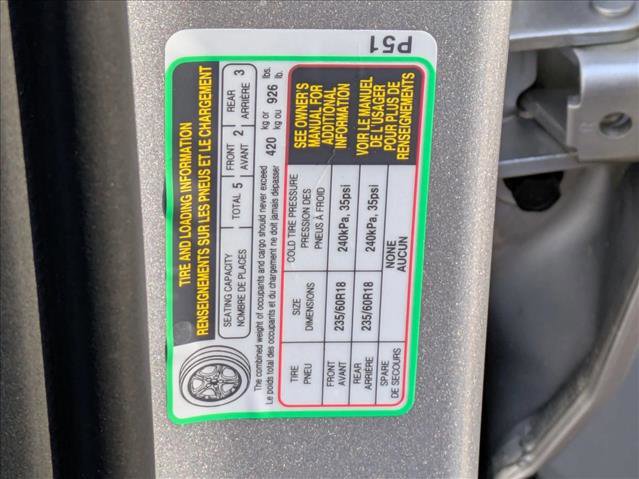 P51
TIRE AND LOADING INFORMATION
RENSEIGNEMENTS SUR LES PNEUS ET LE CHARGEMENT
SEATING CAPACITY TOTAL 5 FRONT 2 REAR 3
NOMBRE DE PLACES AVANT ARRIÈRE
The combined weight of occupants and cargo should never exceed 420 kg or 926 lbs.
Le poids total des occupants et du chargement ne doit jamais dépasser kg ou lb.
TIRE SIZE COLD TIRE PRESSURE
PNEU DIMENSIONS PRESSION DES PNEUS À FROID
FRONT AVANT 235/60R18 240kPa, 35psi
REAR ARRIÈRE 235/60R18 240kPa, 35psi
SPARE NONE
DE SECOURS AUCUN
SEE OWNER'S
MANUAL FOR
ADDITIONAL
INFORMATION
VOIR LE MANUEL
DE L'USAGER
POUR PLUS DE
RENSEIGNEMENTS